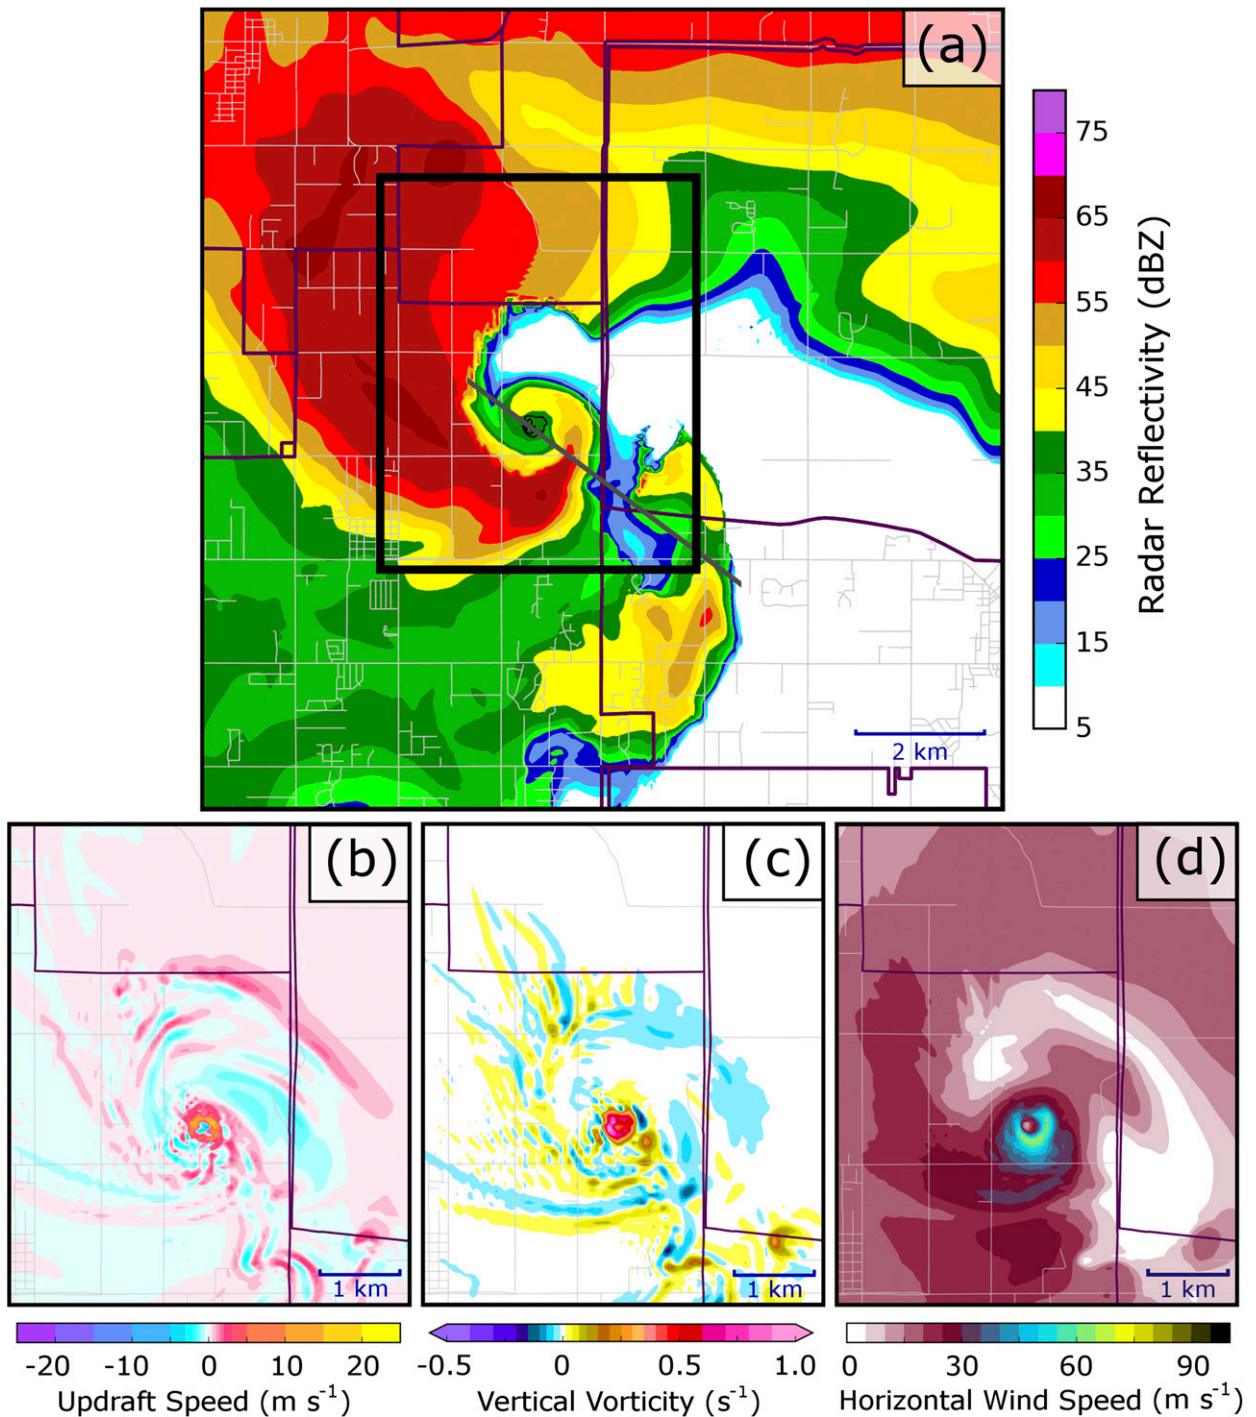 (a)
75
65
55
45
35
25
15
5
Radar Reflectivity (dBZ)
2 km
(b)
(c)
(d)
1 km
1 km
1 km
-20 -10 0 10 20
Updraft Speed (m s⁻¹)
-0.5 0 0.5 1.0
Vertical Vorticity (s⁻¹)
0 30 60 90
Horizontal Wind Speed (m s⁻¹)